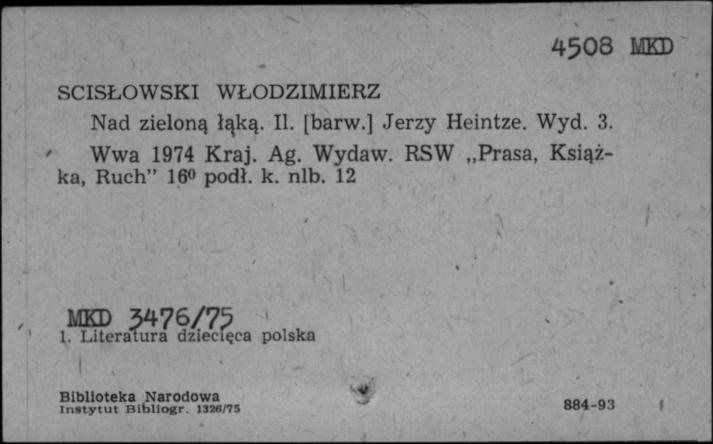 4508 MKD
SCISŁOWSKI WŁODZIMIERZ
Nad zieloną łąką. Il. [barw.] Jerzy Heintze. Wyd. 3.
Wwa 1974 Kraj. Ag. Wydaw. RSW „Prasa, Książ-
ka, Ruch” 16⁰ podł. k. nlb. 12
MKD 3476/75
1. Literatura dziecięca polska
Biblioteka Narodowa
Instytut Bibliogr. 1326/75
884-93